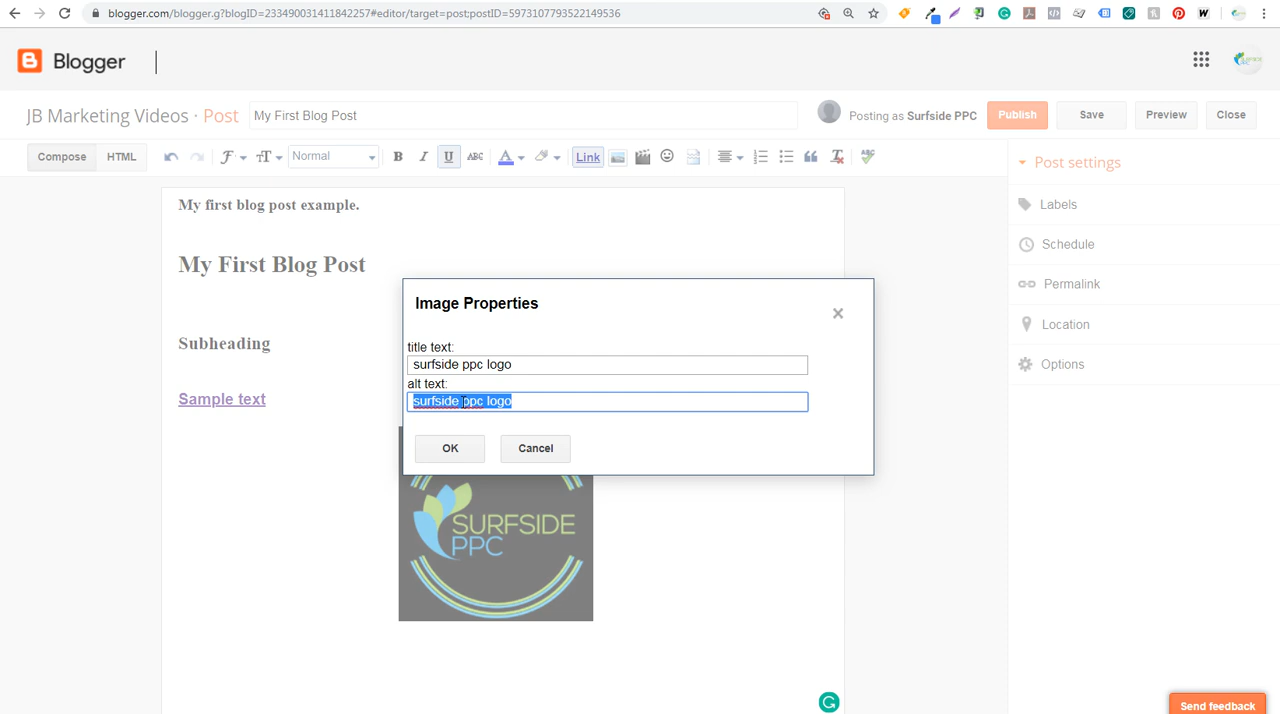 blogger.com/blogger.g?blogID=233490031411842257#editor/target=post;postID=5973107793522149536
Blogger
JB Marketing Videos · Post My First Blog Post Posting as Surfside PPC Publish Save Preview Close
Compose HTML Normal B I U ABC A Link
Post settings
My first blog post example.
Labels
My First Blog Post
Schedule
Permalink
Image Properties
Location
Subheading
title text:
surfside ppc logo
Options
alt text:
Sample text
surfside ppc logo
OK Cancel
SURFSIDE
PPC
Send feedback